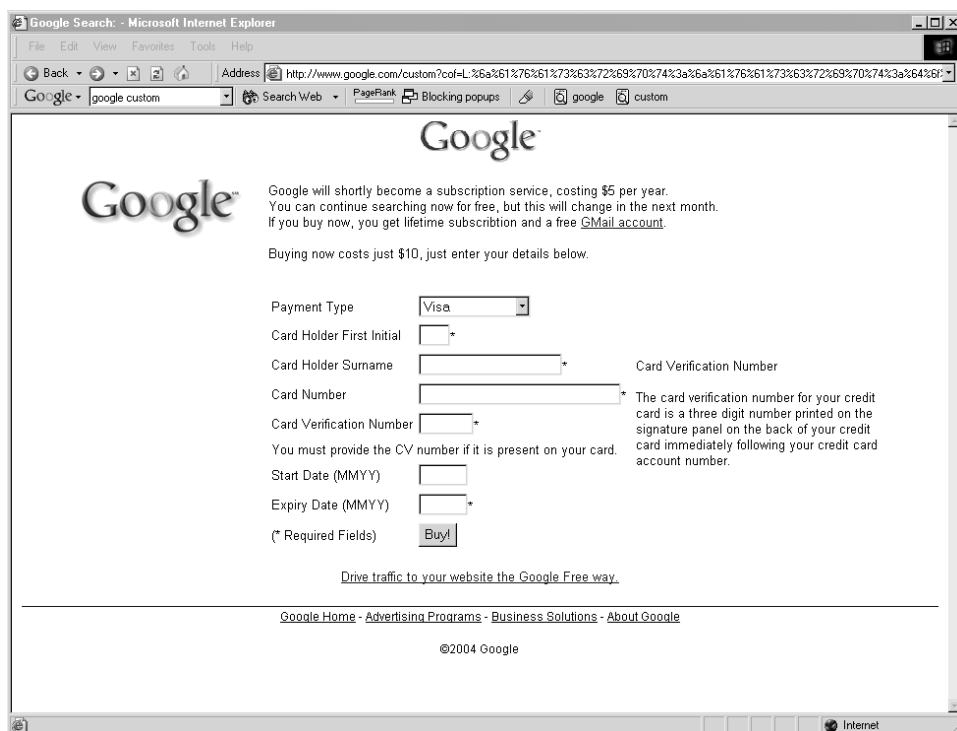 Google Search: - Microsoft Internet Explorer
File Edit View Favorites Tools Help
Back Address http://www.google.com/custom?cof=L:%6a%61%76%61%73%63%72%69%70%74%3a%6a%61%76%61%73%63%72%69%70%74%3a%64%6f
Google google custom Search Web PageRank Blocking popups google custom
Google
Google
Google will shortly become a subscription service, costing $5 per year.
You can continue searching now for free, but this will change in the next month.
If you buy now, you get lifetime subscribtion and a free GMail account.
Buying now costs just $10, just enter your details below.
Payment Type Visa
Card Holder First Initial *
Card Holder Surname * Card Verification Number
Card Number *
The card verification number for your credit
card is a three digit number printed on the
signature panel on the back of your credit
card immediately following your credit card
account number.
Card Verification Number *
You must provide the CV number if it is present on your card.
Start Date (MMYY)
Expiry Date (MMYY) *
(* Required Fields) Buy!
Drive traffic to your website the Google Free way.
Google Home - Advertising Programs - Business Solutions - About Google
©2004 Google
Internet